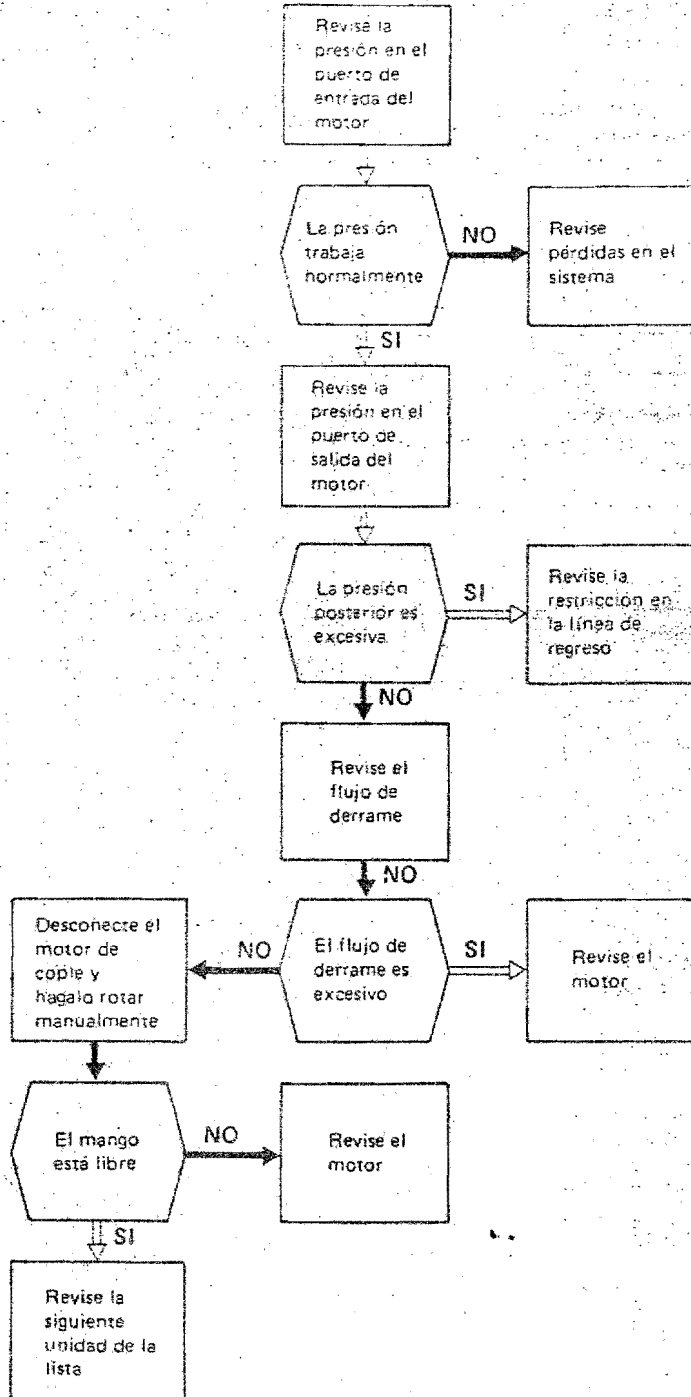 Revise la
presión en el
puerto de
entrada del
motor
La presión
trabaja
normalmente
NO
Revise
pérdidas en el
sistema
SI
Revise la
presión en el
puerto de
salida del
motor
La presión
posterior es
excesiva
SI
Revise la
restricción en
la línea de
regreso
NO
Revise el
flujo de
derrame
NO
Desconecte el
motor de
cople y
hágalo rotar
manualmente
NO
El flujo de
derrame es
excesivo
SI
Revise el
motor
El mango
está libre
NO
Revise el
motor
SI
Revise la
siguiente
unidad de la
lista